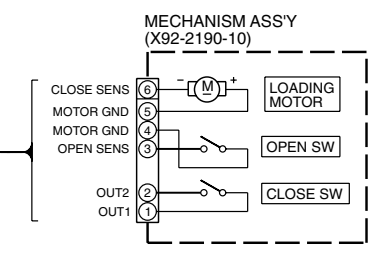 MECHANISM ASS'Y
(X92-2190-10)
CLOSE SENS 6
MOTOR GND 5
MOTOR GND 4
OPEN SENS 3
OUT2 2
OUT1 1
− M +
LOADING
MOTOR
OPEN SW
CLOSE SW